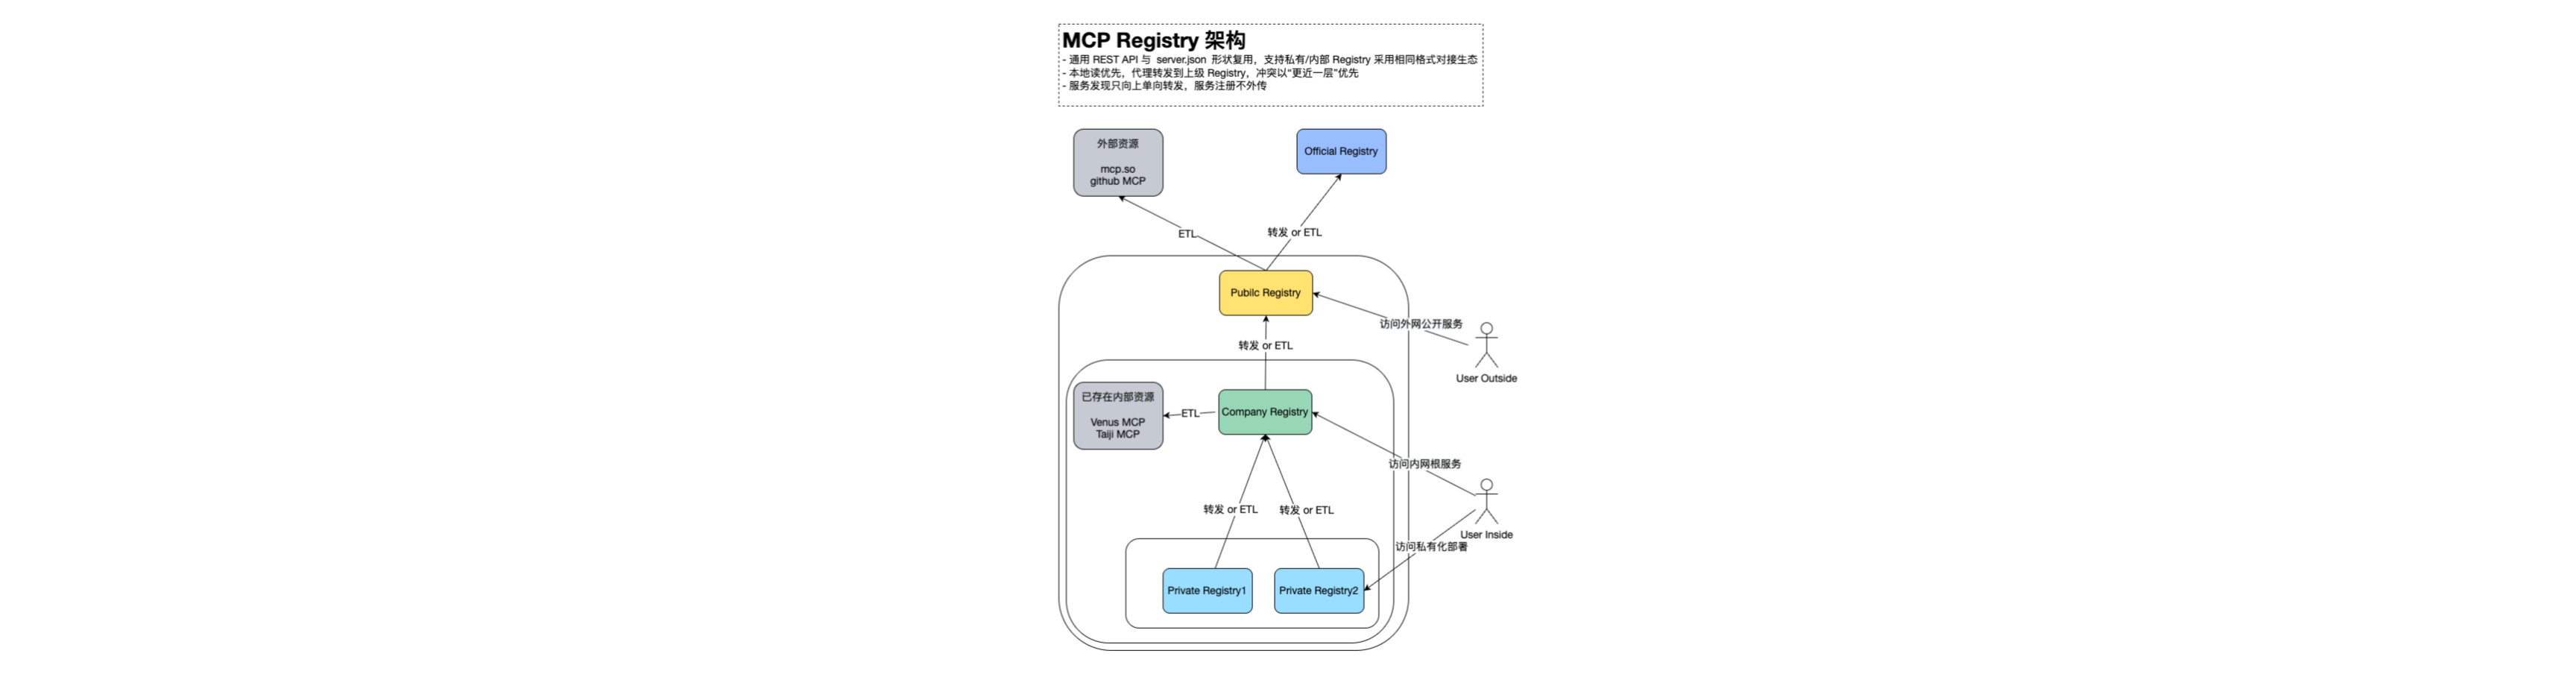 MCP Registry 架构
- 通用 REST API 与 server.json 形状复用，支持私有/内部 Registry 采用相同格式对接生态
- 本地读优先，代理转发到上级 Registry，冲突以“更近一层”优先
- 服务发现只向上单向转发，服务注册不外传
外部资源
mcp.so
github MCP
Official Registry
ETL
转发 or ETL
Pubilc Registry
访问外网公开服务
User Outside
转发 or ETL
已存在内部资源
Venus MCP
Taiji MCP
ETL
Company Registry
访问内网根服务
User Inside
转发 or ETL
转发 or ETL
访问私有化部署
Private Registry1
Private Registry2